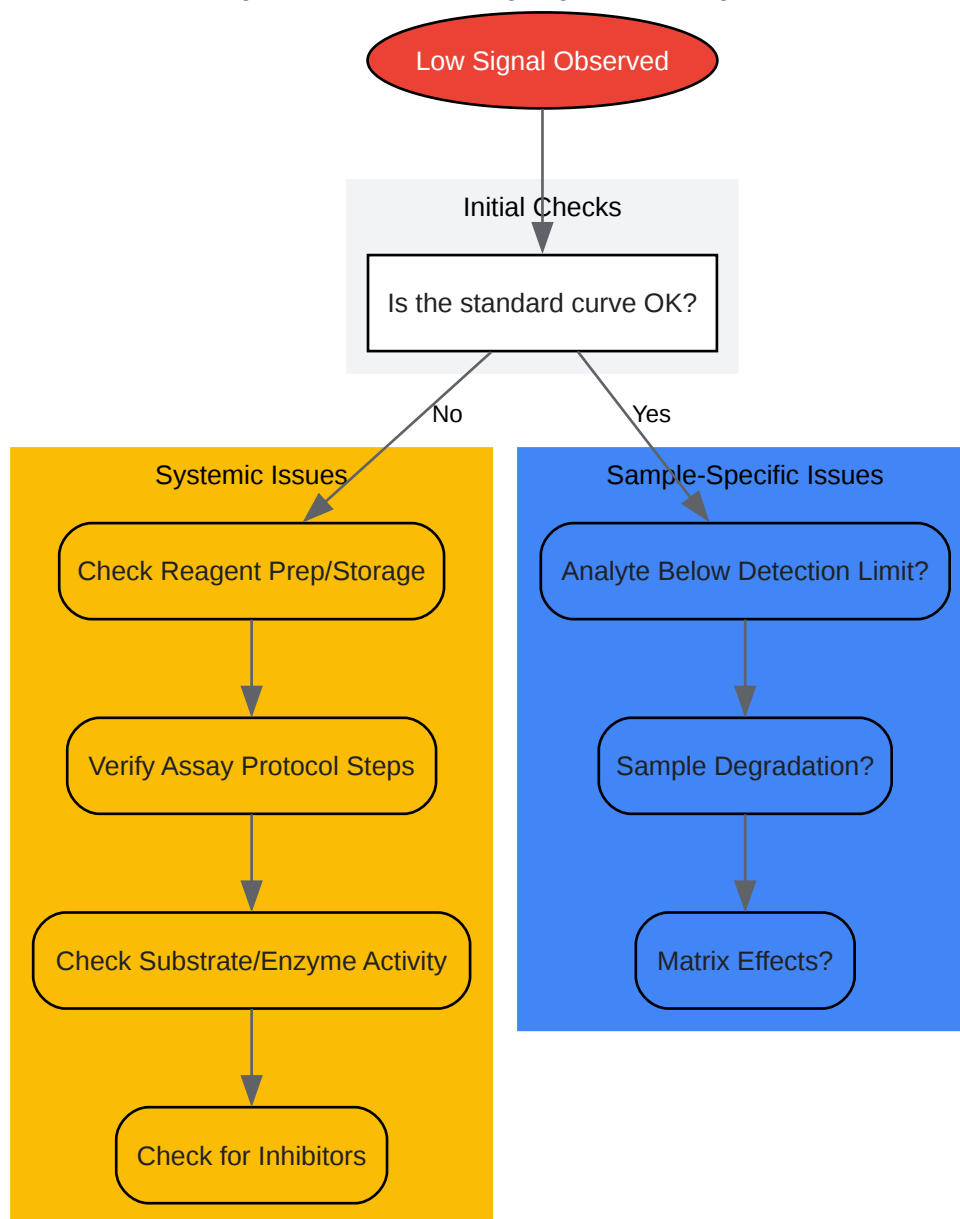 Low Signal Observed
Initial Checks
Is the standard curve OK?
No
Yes
Systemic Issues
Check Reagent Prep/Storage
Verify Assay Protocol Steps
Check Substrate/Enzyme Activity
Check for Inhibitors
Sample-Specific Issues
Analyte Below Detection Limit?
Sample Degradation?
Matrix Effects?